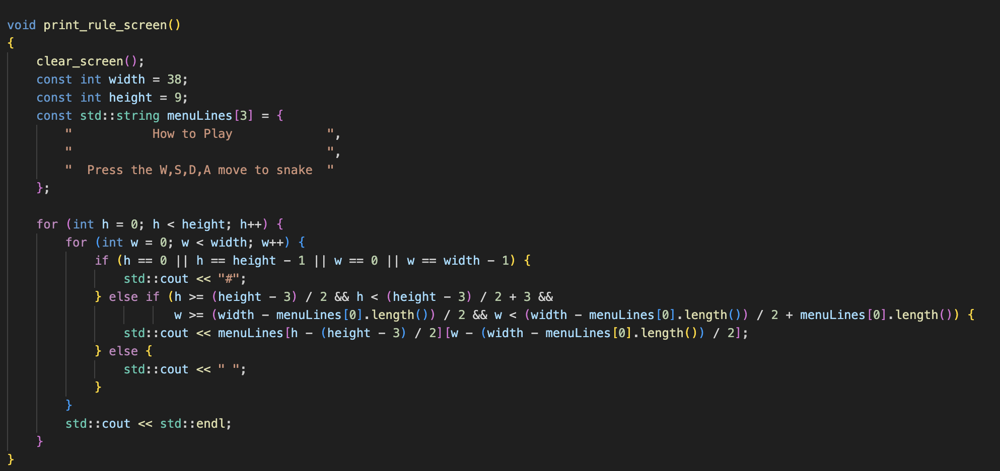 void print_rule_screen()
{
    clear_screen();
    const int width = 38;
    const int height = 9;
    const std::string menuLines[3] = {
        "           How to Play             ",
        "                                   ",
        "  Press the W,S,D,A move to snake  "
    };

    for (int h = 0; h < height; h++) {
        for (int w = 0; w < width; w++) {
            if (h == 0 || h == height - 1 || w == 0 || w == width - 1) {
                std::cout << "#";
            } else if (h >= (height - 3) / 2 && h < (height - 3) / 2 + 3 &&
                       w >= (width - menuLines[0].length()) / 2 && w < (width - menuLines[0].length()) / 2 + menuLines[0].length()) {
                std::cout << menuLines[h - (height - 3) / 2][w - (width - menuLines[0].length()) / 2];
            } else {
                std::cout << " ";
            }
        }
        std::cout << std::endl;
    }
}